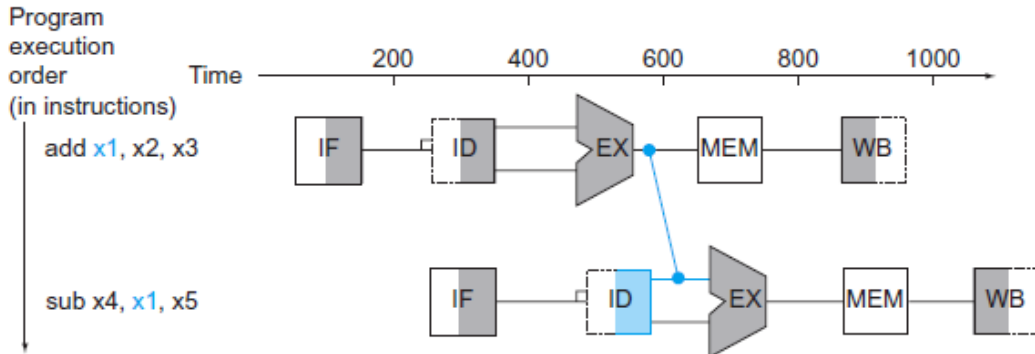 Program
execution
order
(in instructions)
Time
200 400 600 800 1000
add x1, x2, x3
IF ID EX MEM WB
sub x4, x1, x5
IF ID EX MEM WB